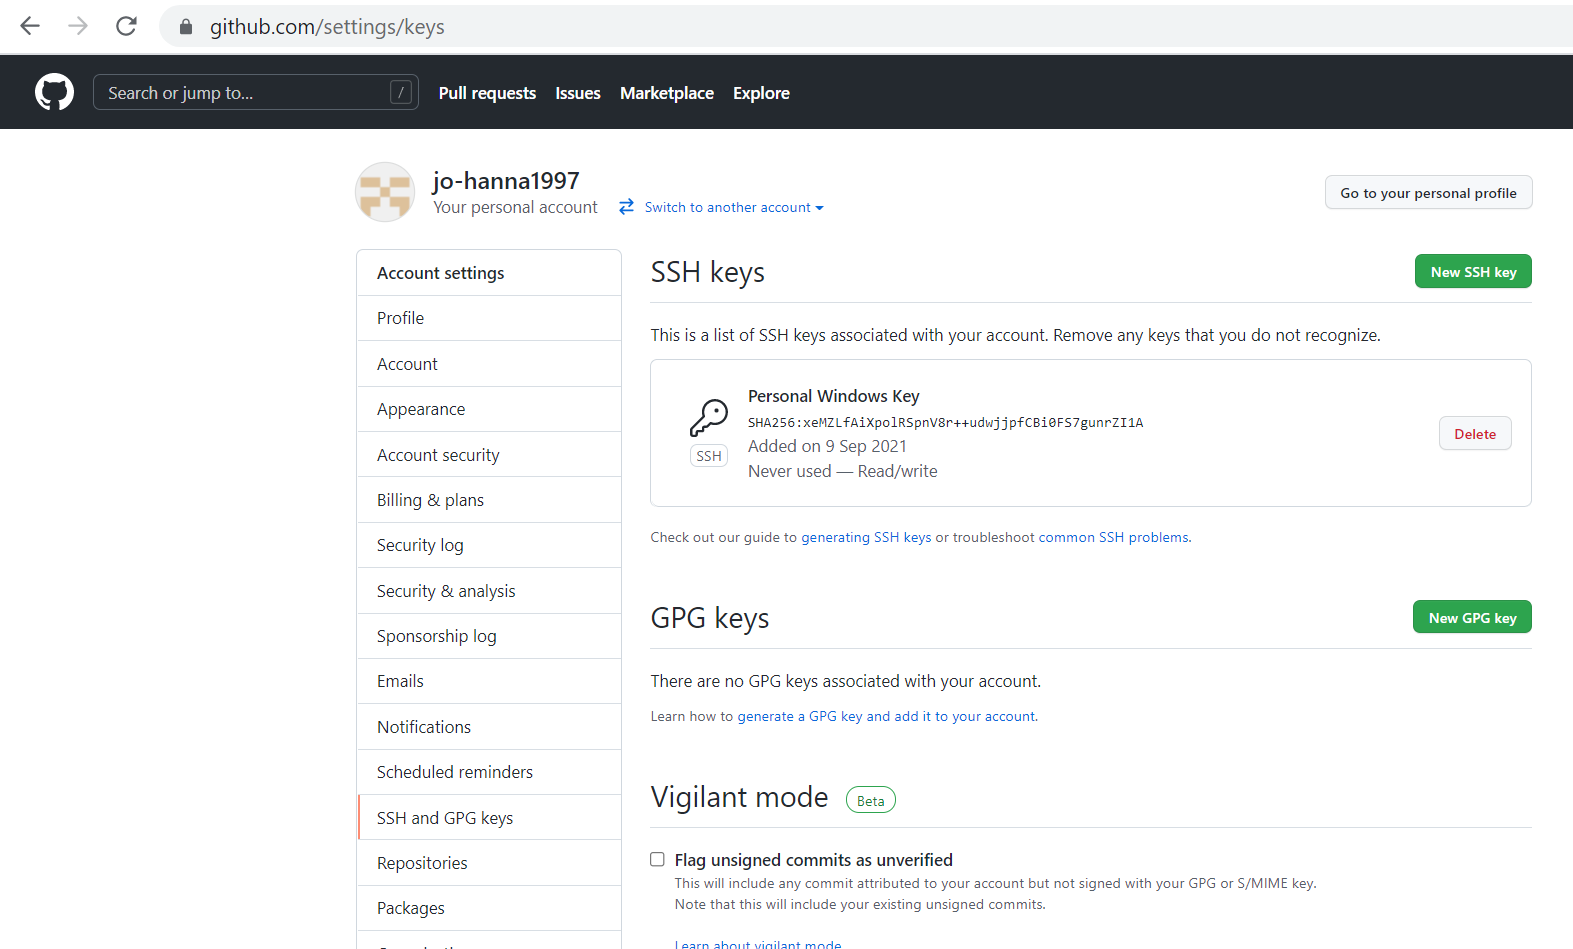 github.com/settings/keys
Search or jump to... /
Pull requests Issues Marketplace Explore
jo-hanna1997
Your personal account Switch to another account
Go to your personal profile
Account settings
Profile
Account
Appearance
Account security
Billing & plans
Security log
Security & analysis
Sponsorship log
Emails
Notifications
Scheduled reminders
SSH and GPG keys
Repositories
Packages
SSH keys
New SSH key
This is a list of SSH keys associated with your account. Remove any keys that you do not recognize.
Personal Windows Key
SHA256:xeMZLfAiXpolRSpnV8r++udwjjpfCBi0FS7gunrZI1A
Added on 9 Sep 2021
Never used — Read/write
SSH
Delete
Check out our guide to generating SSH keys or troubleshoot common SSH problems.
GPG keys
New GPG key
There are no GPG keys associated with your account.
Learn how to generate a GPG key and add it to your account.
Vigilant mode Beta
Flag unsigned commits as unverified
This will include any commit attributed to your account but not signed with your GPG or S/MIME key.
Note that this will include your existing unsigned commits.
Learn about vigilant mode